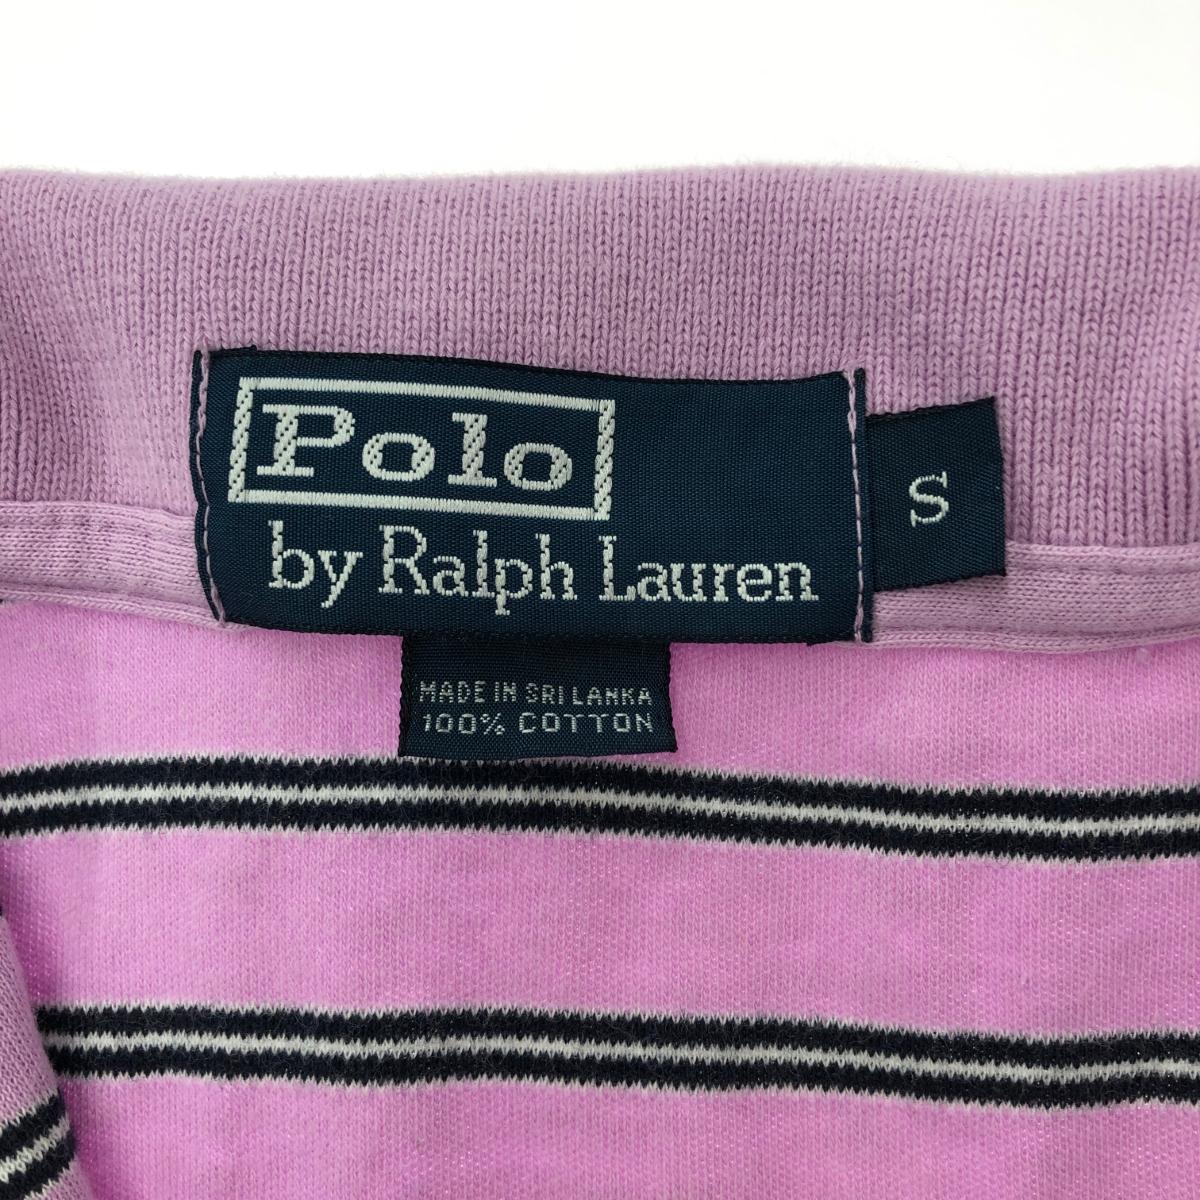 Polo
by Ralph Lauren
S
MADE IN SRI LANKA
100% COTTON